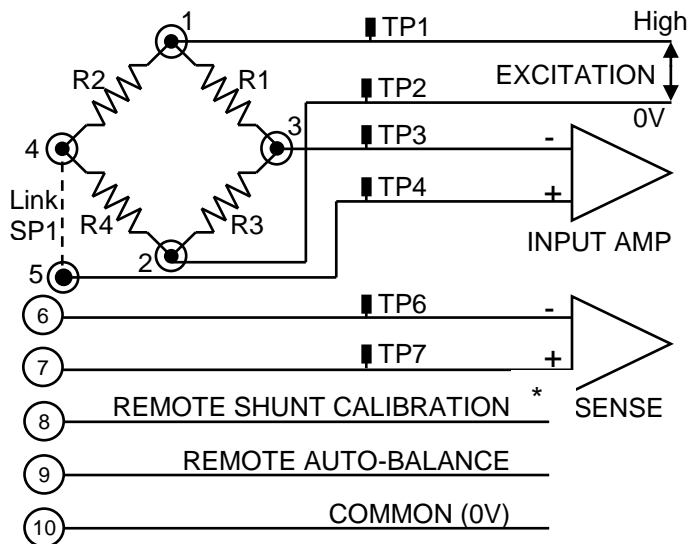 1
TP1
High
R2
R1
EXCITATION
TP2
0V
3
TP3
-
4
TP4
+
Link
SP1
R4
R3
INPUT AMP
2
5
6
TP6
-
7
TP7
+
*
8
REMOTE SHUNT CALIBRATION
SENSE
9
REMOTE AUTO-BALANCE
10
COMMON (0V)